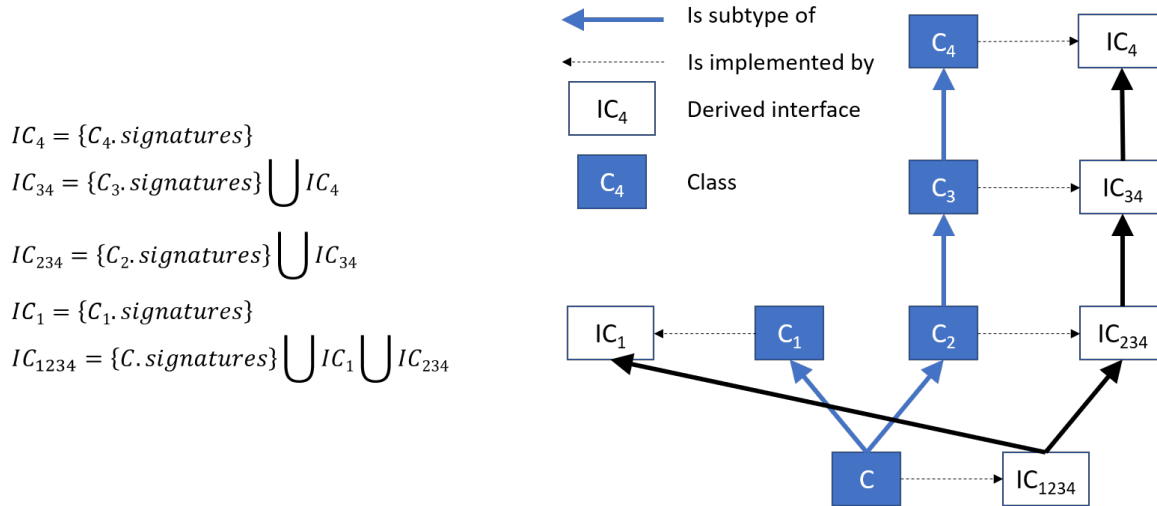 IC₄ = {C₄. signatures}
IC₃₄ = {C₃. signatures} ⋃ IC₄
IC₂₃₄ = {C₂. signatures} ⋃ IC₃₄
IC₁ = {C₁. signatures}
IC₁₂₃₄ = {C. signatures} ⋃ IC₁ ⋃ IC₂₃₄
Is subtype of
Is implemented by
IC₄ Derived interface
C₄ Class
C₄ IC₄
C₃ IC₃₄
IC₁ C₁ C₂ IC₂₃₄
C IC₁₂₃₄